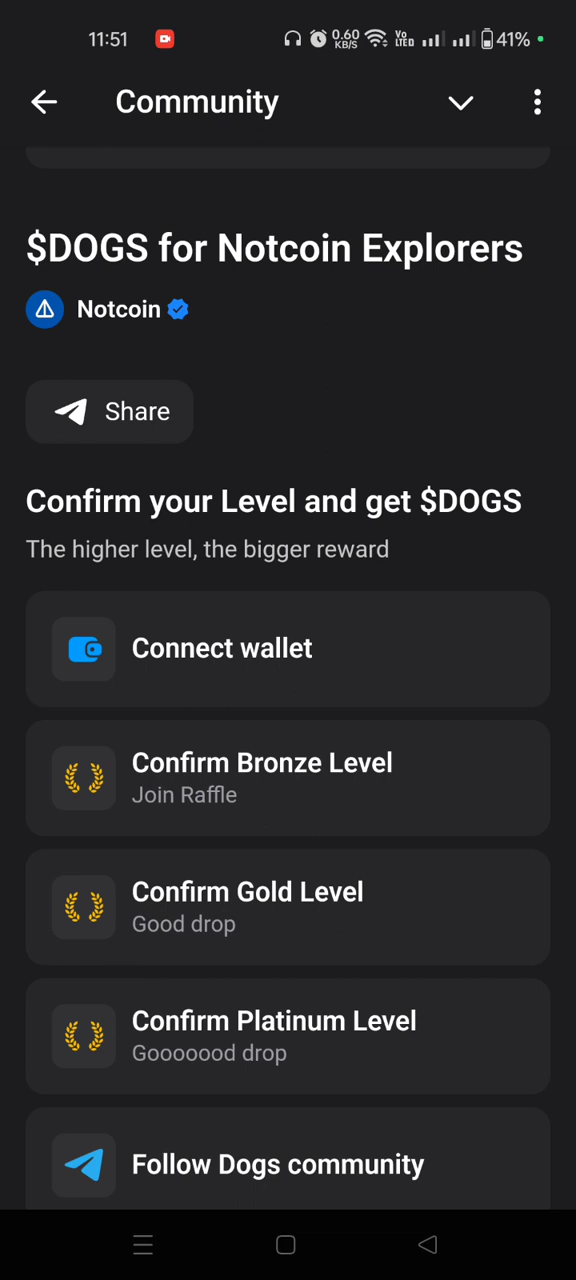 11:51
0.60
KB/S
Vo
LTED
41%
Community
$DOGS for Notcoin Explorers
Notcoin
Share
Confirm your Level and get $DOGS
The higher level, the bigger reward
Connect wallet
Confirm Bronze Level
Join Raffle
Confirm Gold Level
Good drop
Confirm Platinum Level
Gooooood drop
Follow Dogs community